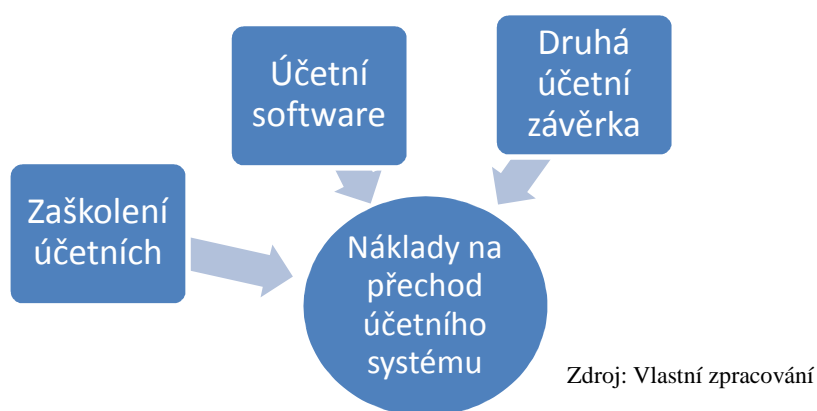 Účetní
software
Druhá
účetní
závěrka
Zaškolení
účetních
Náklady na
přechod
účetního
systému
Zdroj: Vlastní zpracování